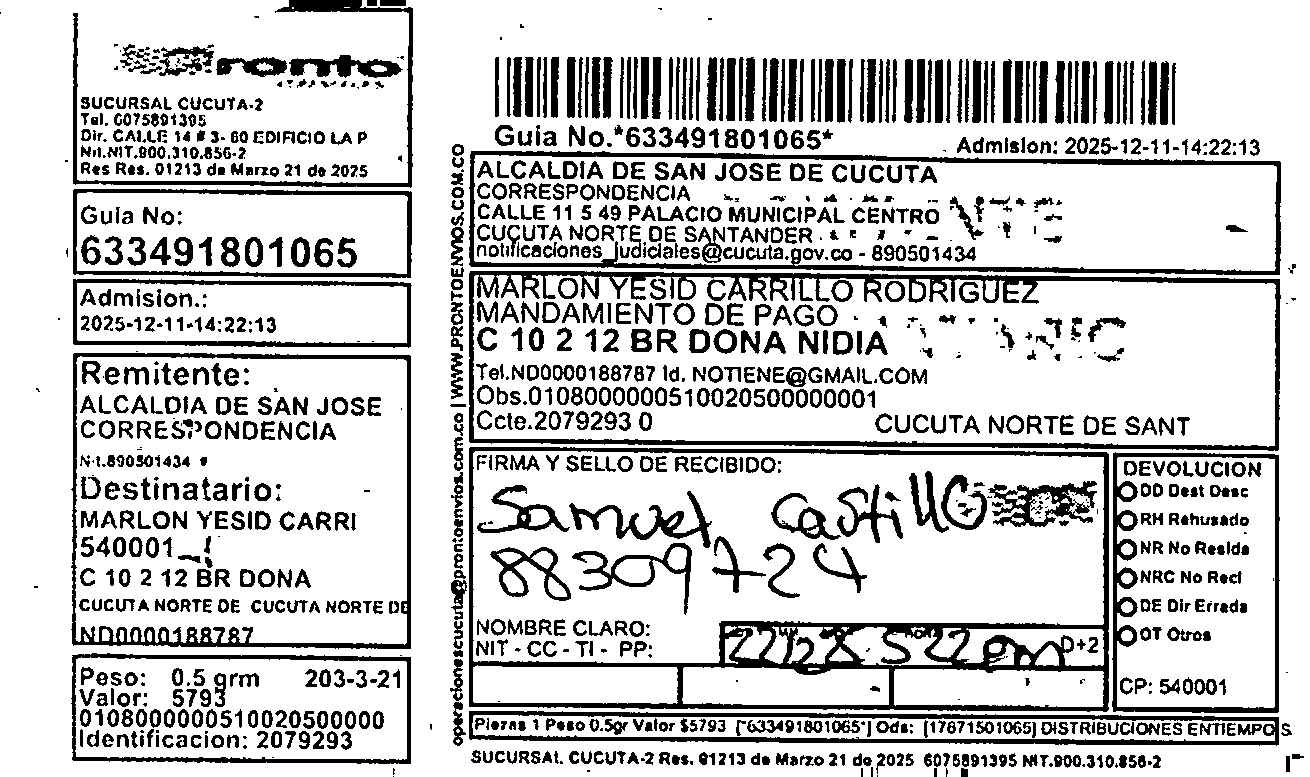 Pronto
ENVIOS
SUCURSAL CUCUTA-2
Tel. 6075891395
Dir. CALLE 14 # 3- 60 EDIFICIO LA P
Nit.NIT.900.310.856-2
Res Res. 01213 de Marzo 21 de 2025
Guia No:
633491801065
Admision.:
2025-12-11-14:22:13
Remitente:
ALCALDIA DE SAN JOSE
CORRESPONDENCIA
Nit.890501434
Destinatario:
MARLON YESID CARRI
540001
C 10 2 12 BR DONA
CUCUTA NORTE DE CUCUTA NORTE DE
ND0000188787
Peso: 0.5 grm 203-3-21
Valor: 5793
01080000000510020500000
Identificacion: 2079293
operacionescucuta@prontoenvios.com.co | WWW.PRONTOENVIOS.COM.CO
Guia No.*633491801065*
Admision: 2025-12-11-14:22:13
ALCALDIA DE SAN JOSE DE CUCUTA
CORRESPONDENCIA
CALLE 11 5 49 PALACIO MUNICIPAL CENTRO
CUCUTA NORTE DE SANTANDER
notificaciones_judiciales@cucuta.gov.co - 890501434
MARLON YESID CARRILLO RODRIGUEZ
MANDAMIENTO DE PAGO
C 10 2 12 BR DONA NIDIA
Tel.ND0000188787 Id. NOTIENE@GMAIL.COM
Obs.01080000000510020500000001
Ccte.2079293 0 CUCUTA NORTE DE SANT
FIRMA Y SELLO DE RECIBIDO:
Samuel Castillo
88309724
NOMBRE CLARO:
NIT - CC - TI - PP:
5 22 pm D+2
DEVOLUCION
DD Dest Desc
RH Rehusado
NR No Reside
NRC No Recl
DE Dir Errada
OT Otros
CP: 540001
Piezas 1 Peso 0.5gr Valor $5793 [*633491801065*] Ods: [17671501065] DISTRIBUCIONES ENTIEMPO S
SUCURSAL CUCUTA-2 Res. 01213 de Marzo 21 de 2025 6075891395 NIT.900.310.856-2